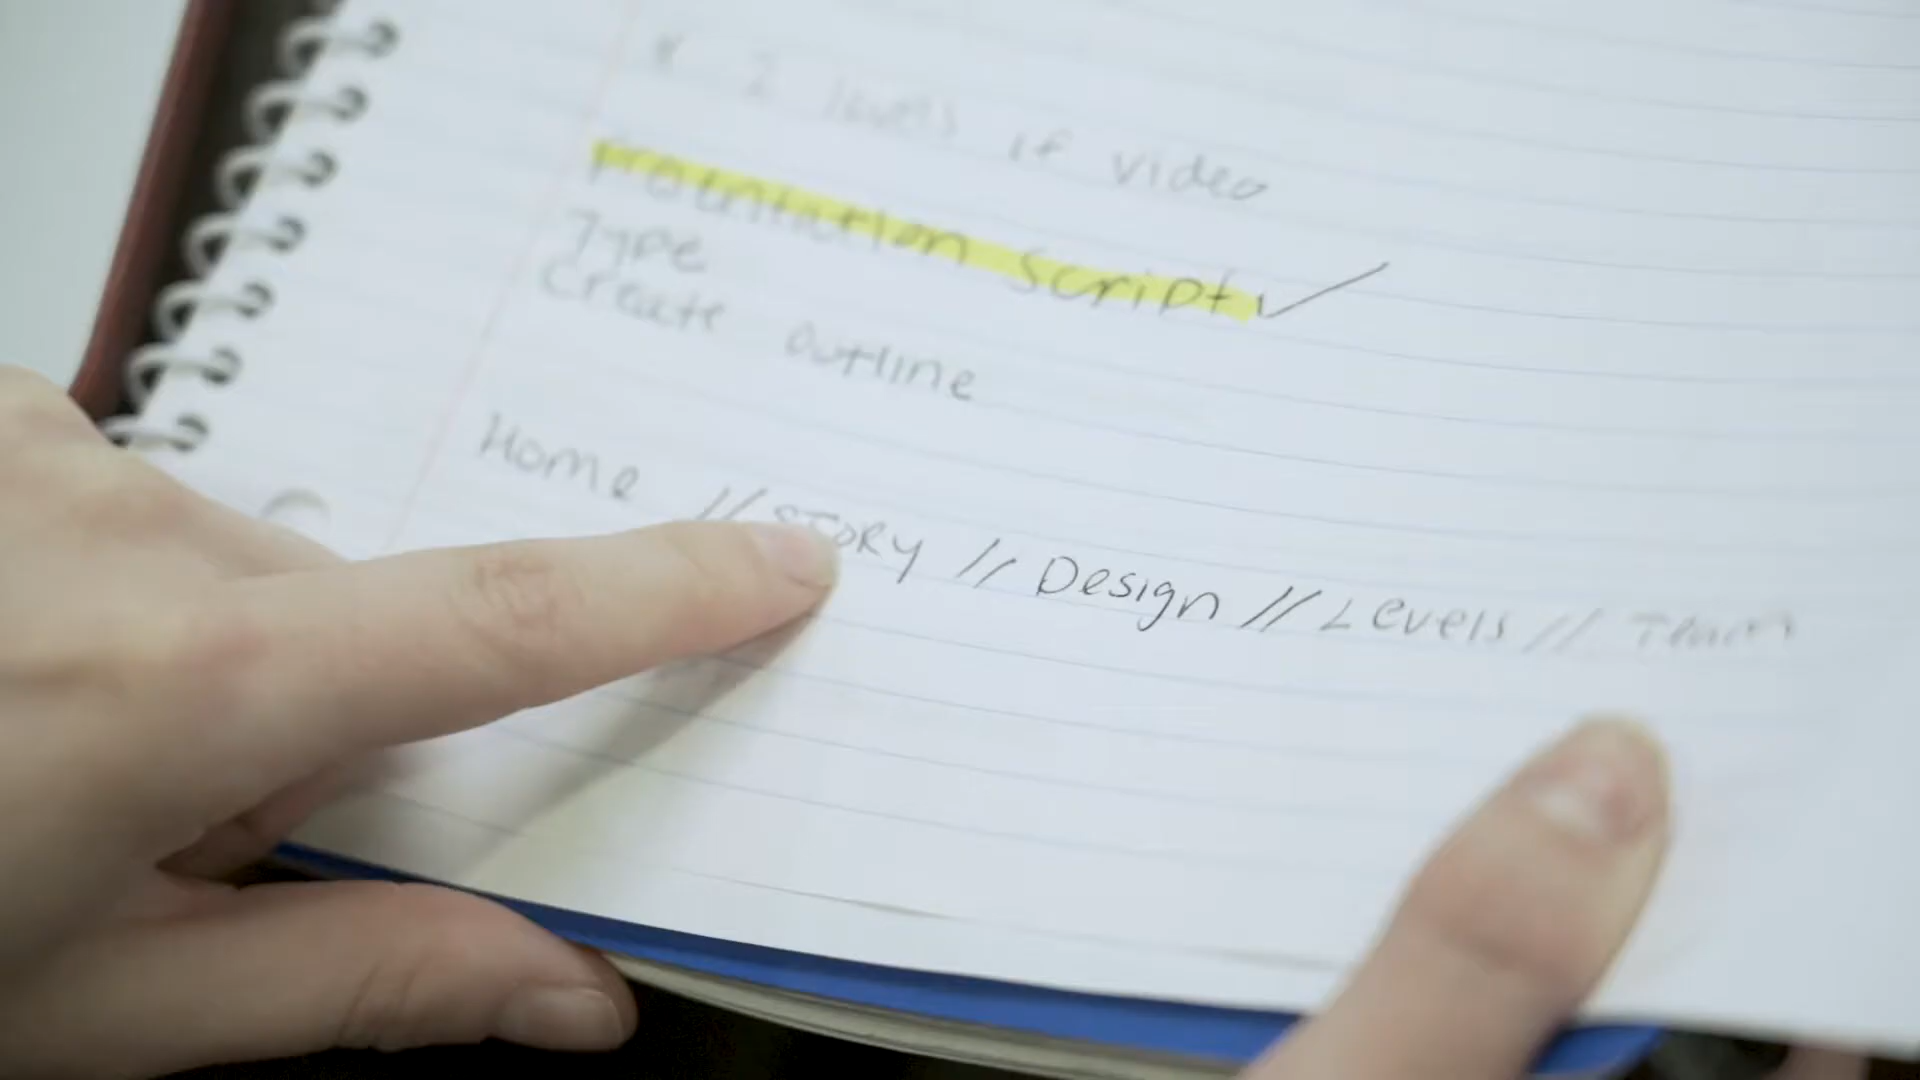 2 levels if video
script ✓
Type
Create outline
Home // STORY // Design // Levels // Team